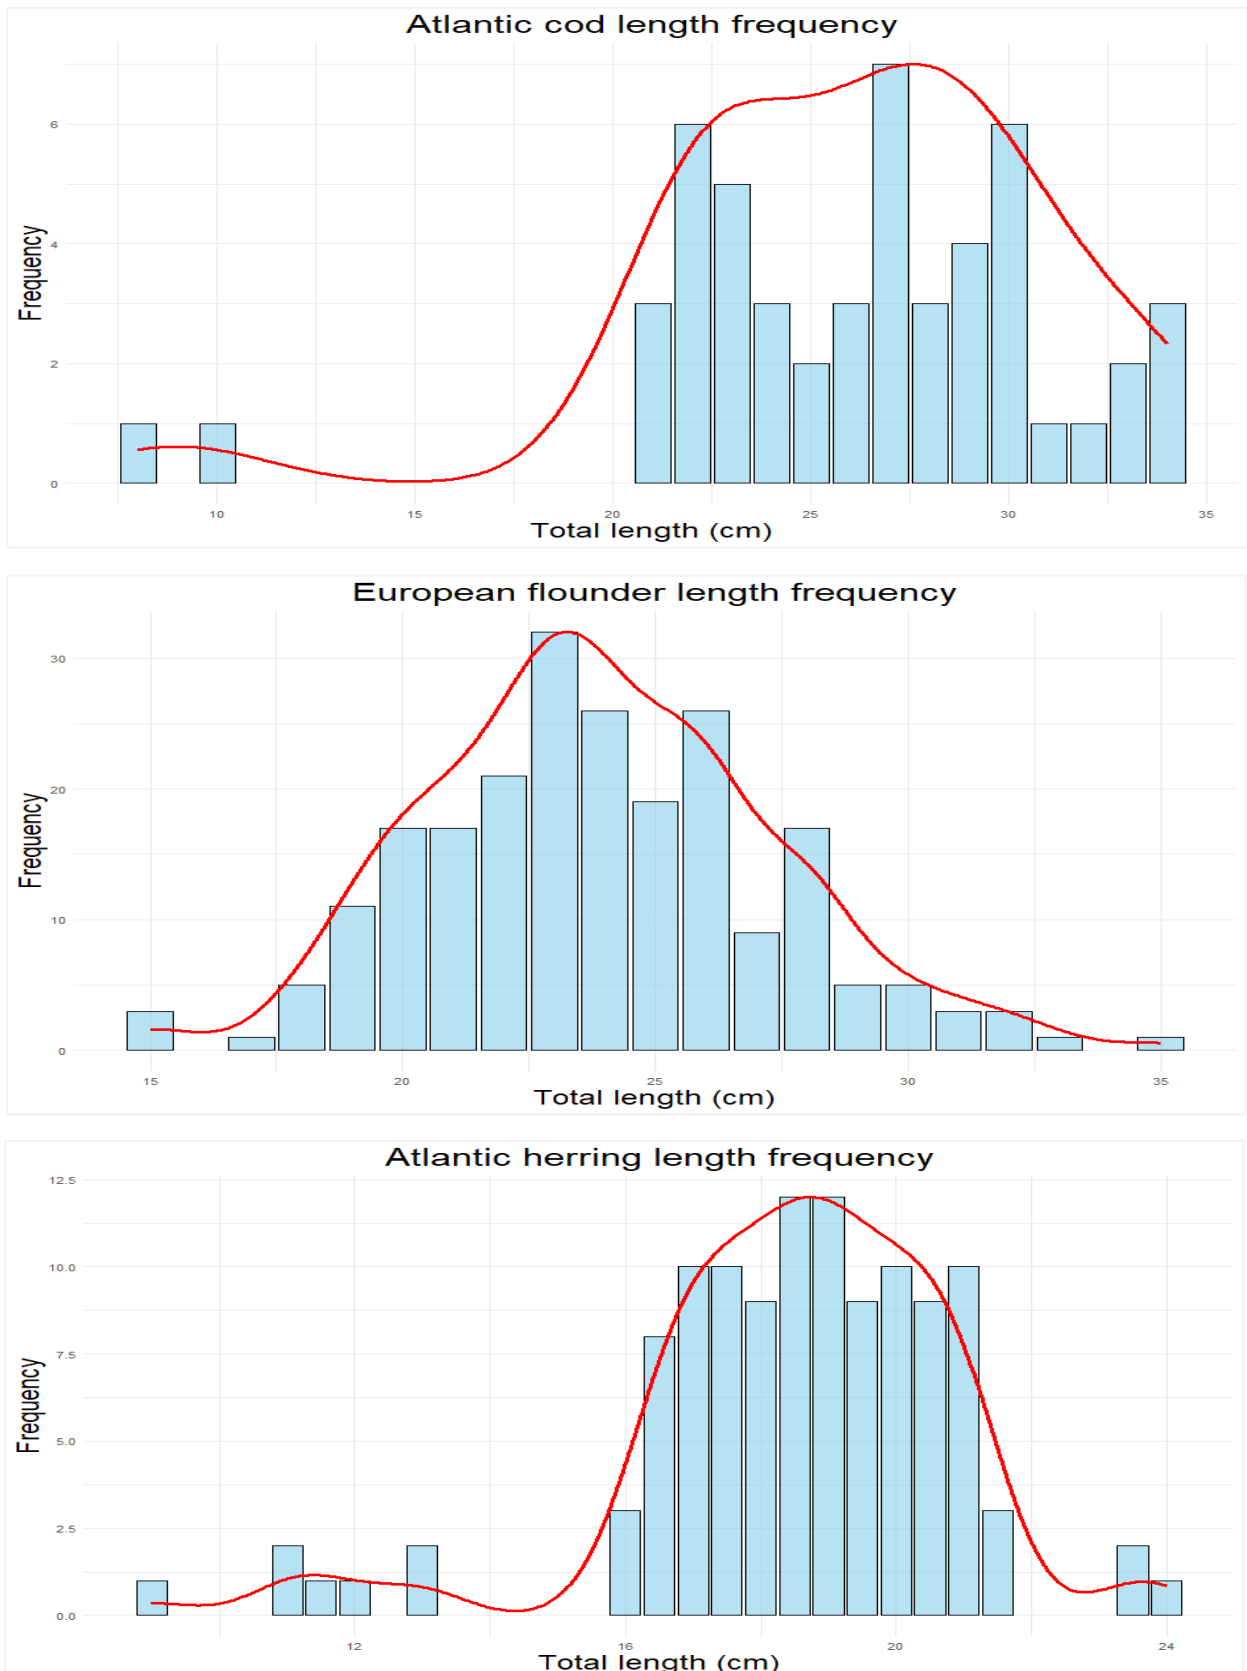 Atlantic cod length frequency
Frequency
6
4
2
0
10 15 20 25 30 35
Total length (cm)
European flounder length frequency
Frequency
30
20
10
0
15 20 25 30 35
Total length (cm)
Atlantic herring length frequency
Frequency
12.5
10.0
7.5
5.0
2.5
0.0
12 16 20 24
Total length (cm)